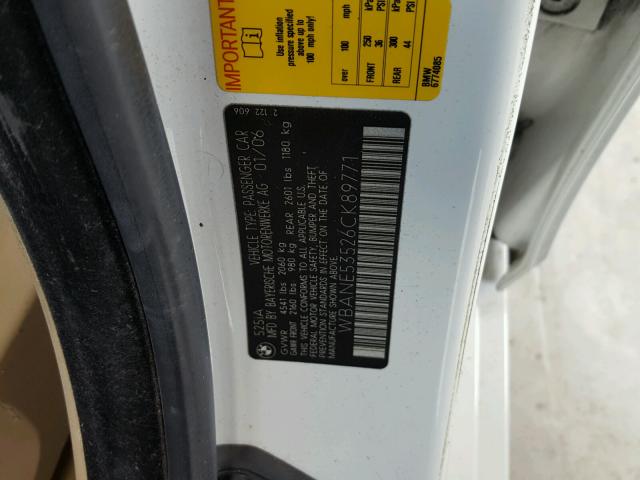 IMPORTANT
Use inflation
pressure specified if
100 mph only used
over 100 mph
kPa PSI kPa PSI
FRONT 250 36
REAR 300 44
BMW
6774085
2 122 606
525iA VEHICLE TYPE: PASSENGER CAR
MFD BY BAYERISCHE MOTORENWERKE AG 01/06
GVWR 4541 lbs 2060 kg
GAWR FRONT 2160 lbs 980 kg REAR 2601 lbs 1180 kg
THIS VEHICLE CONFORMS TO ALL APPLICABLE U.S.
FEDERAL MOTOR VEHICLE SAFETY, BUMPER AND THEFT
PREVENTION STANDARDS IN EFFECT ON THE DATE OF
MANUFACTURE SHOWN ABOVE.
WBANE53526CK89771